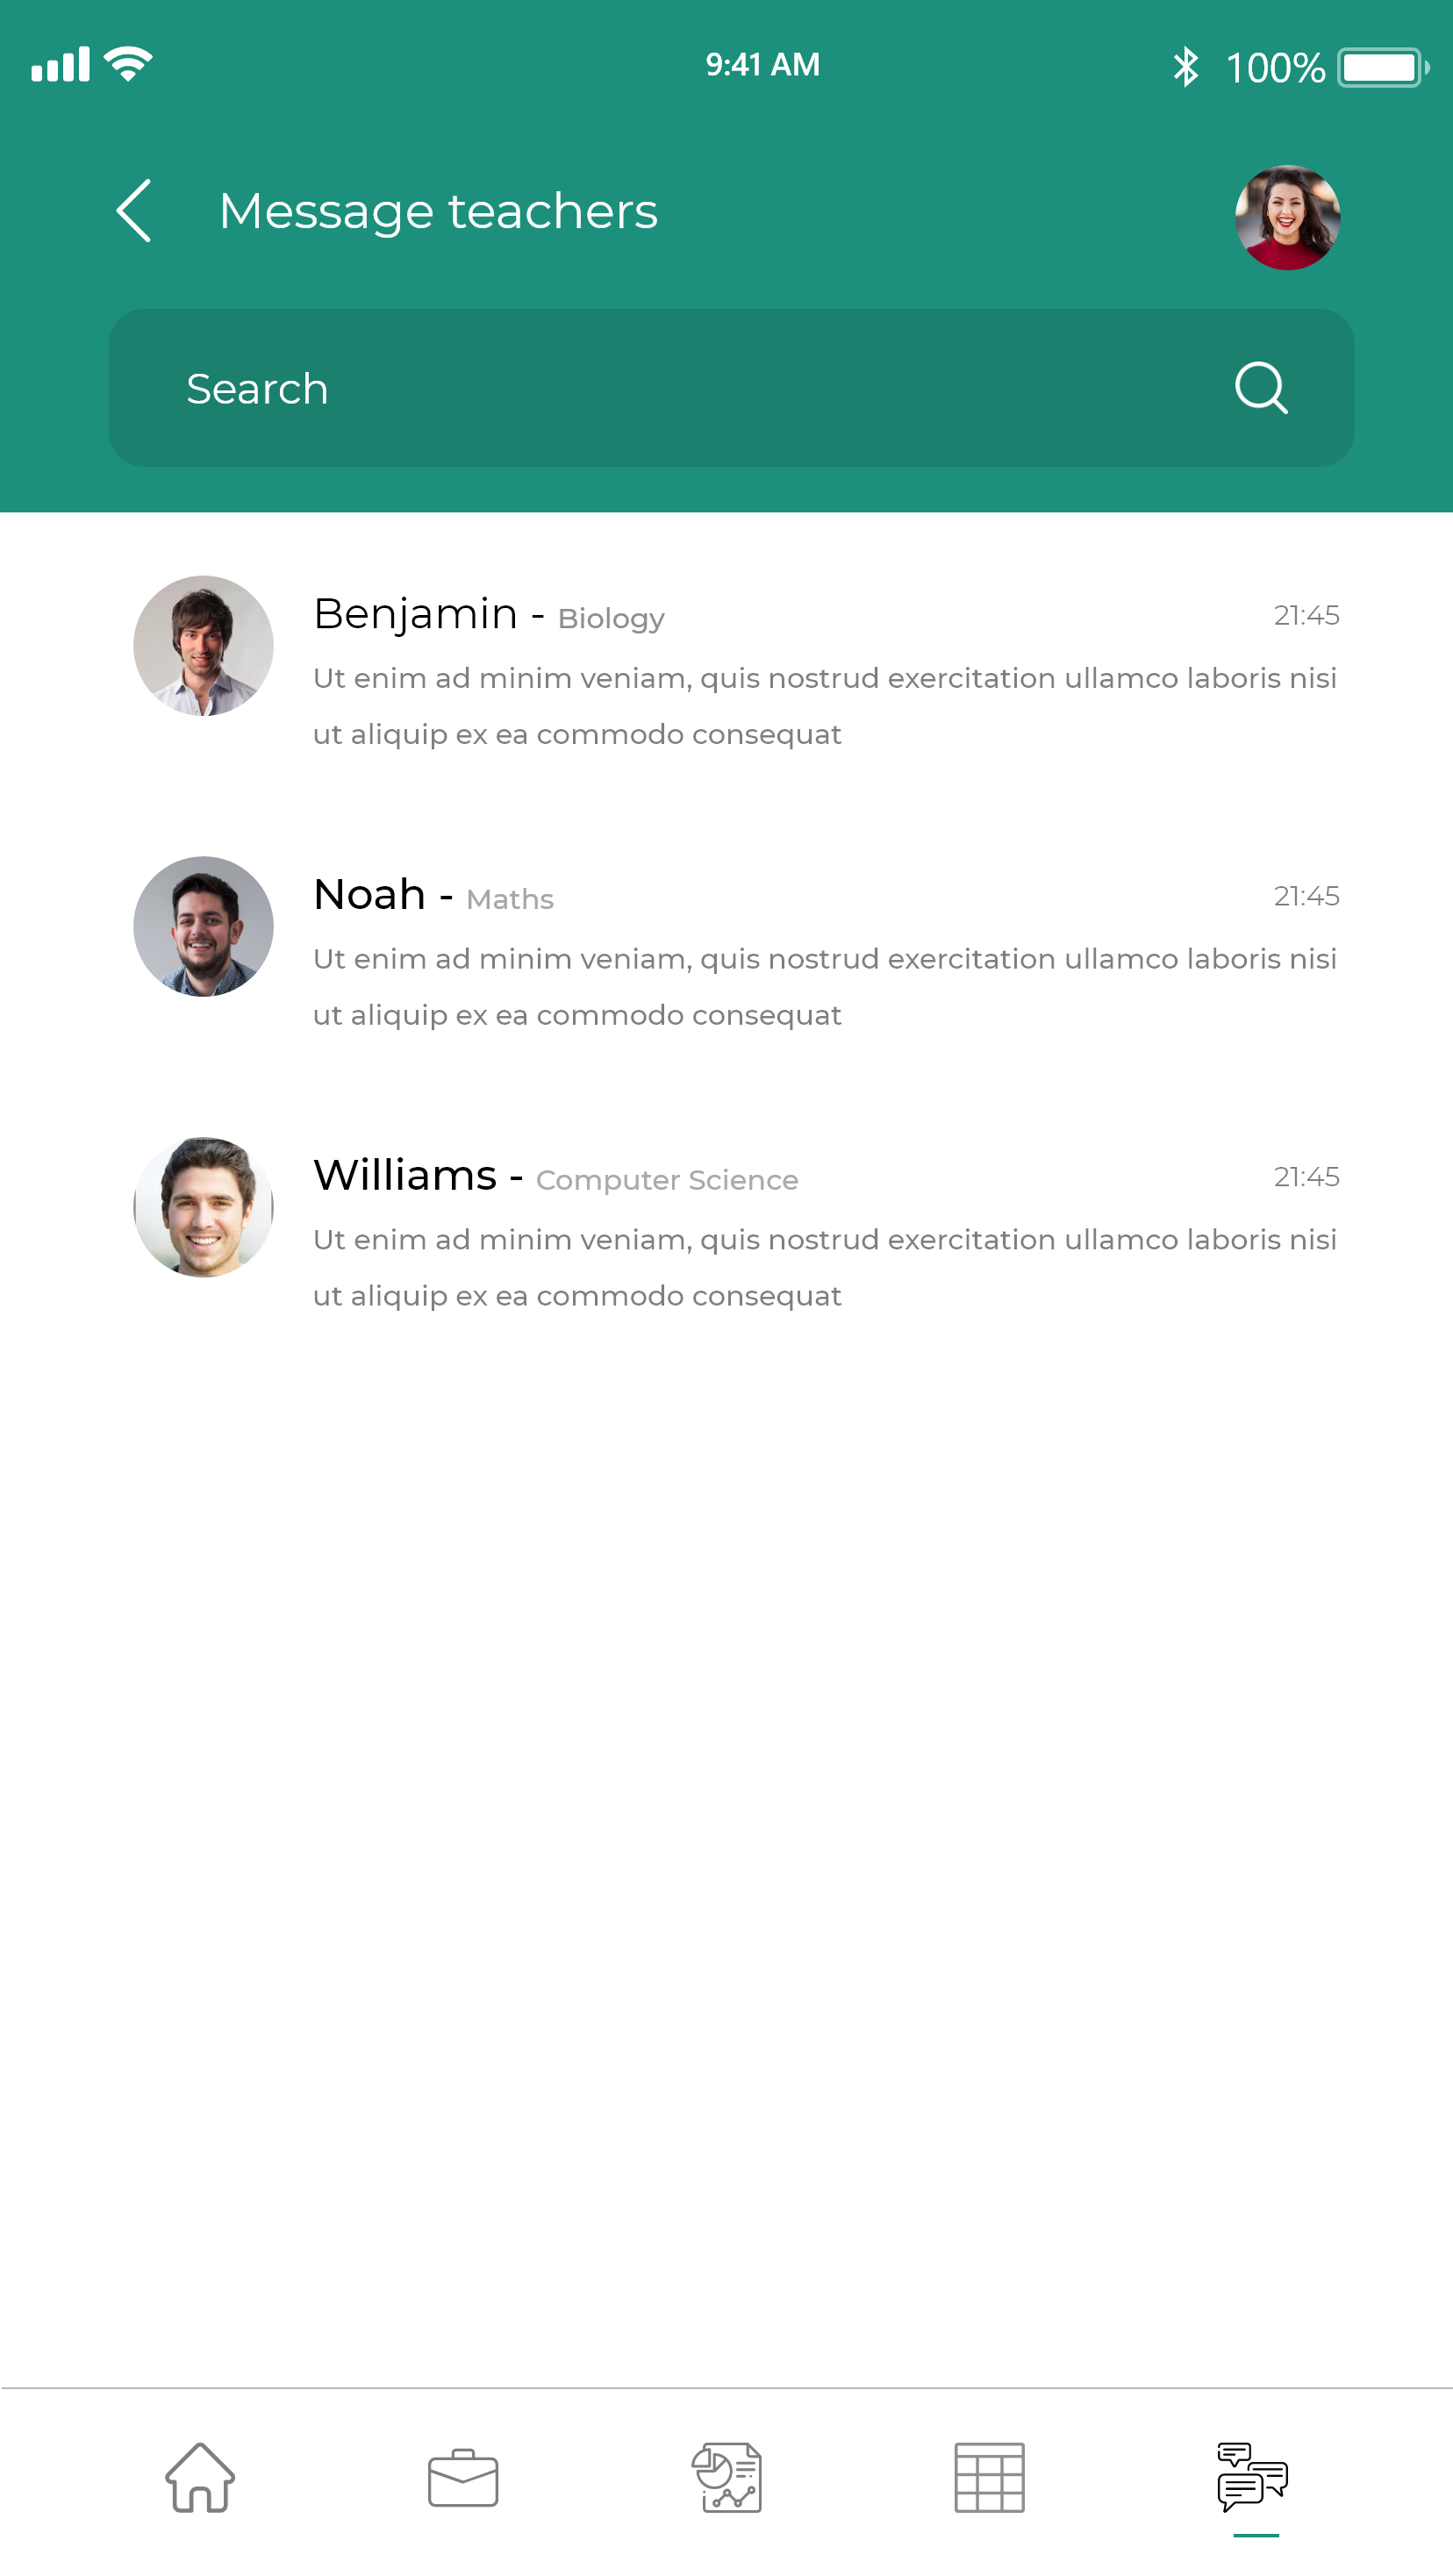 9:41 AM
100%
Message teachers
Search
Benjamin - Biology
21:45
Ut enim ad minim veniam, quis nostrud exercitation ullamco laboris nisi
ut aliquip ex ea commodo consequat
Noah - Maths
21:45
Ut enim ad minim veniam, quis nostrud exercitation ullamco laboris nisi
ut aliquip ex ea commodo consequat
Williams - Computer Science
21:45
Ut enim ad minim veniam, quis nostrud exercitation ullamco laboris nisi
ut aliquip ex ea commodo consequat